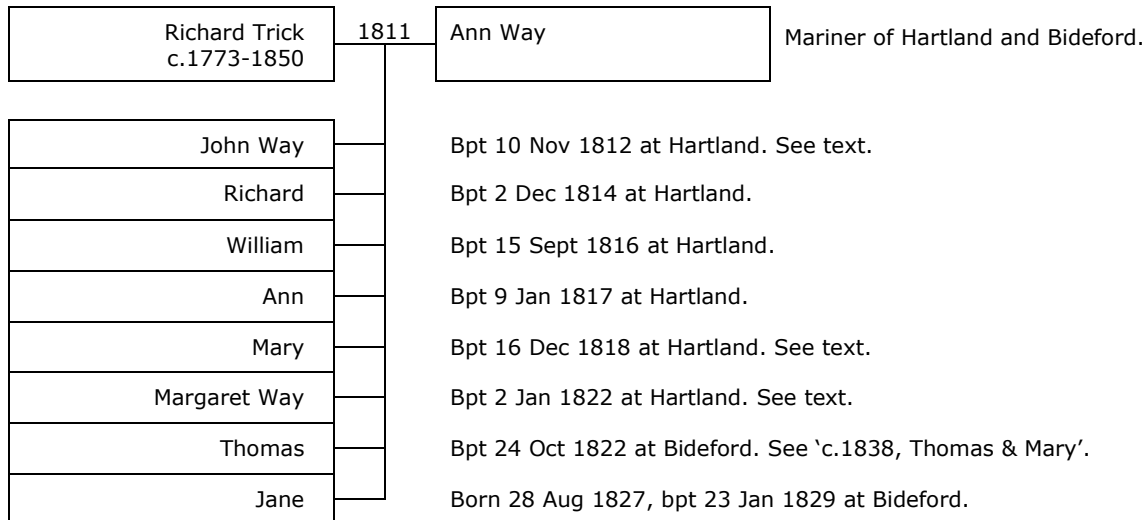 Richard Trick 1811 Ann Way Mariner of Hartland and Bideford.
c.1773-1850
John Way Bpt 10 Nov 1812 at Hartland. See text.
Richard Bpt 2 Dec 1814 at Hartland.
William Bpt 15 Sept 1816 at Hartland.
Ann Bpt 9 Jan 1817 at Hartland.
Mary Bpt 16 Dec 1818 at Hartland. See text.
Margaret Way Bpt 2 Jan 1822 at Hartland. See text.
Thomas Bpt 24 Oct 1822 at Bideford. See ‘c.1838, Thomas & Mary’.
Jane Born 28 Aug 1827, bpt 23 Jan 1829 at Bideford.